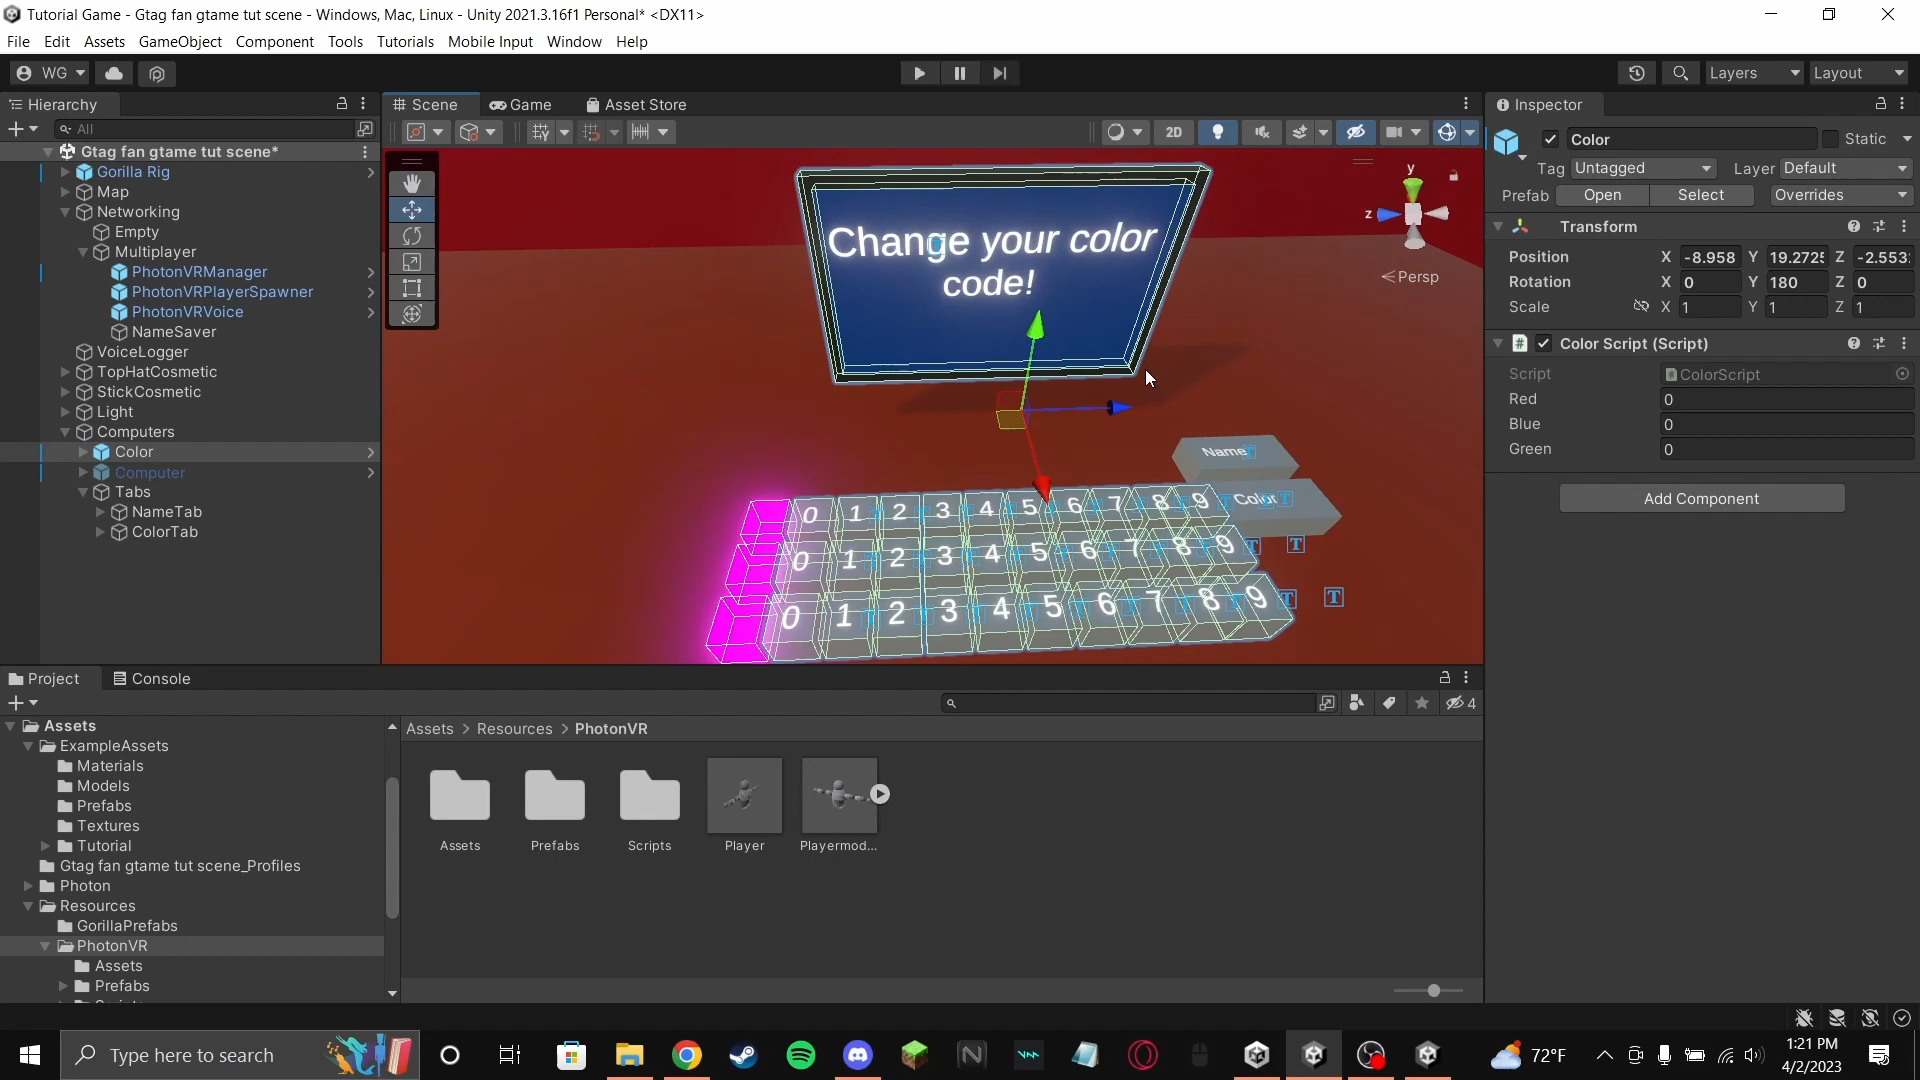 Tutorial Game - Gtag fan gtame tut scene - Windows, Mac, Linux - Unity 2021.3.16f1 Personal* <DX11>
File Edit Assets GameObject Component Tools Tutorials Mobile Input Window Help
WG
Layers
Layout
Hierarchy
All
Gtag fan gtame tut scene*
Gorilla Rig
Map
Networking
Empty
Multiplayer
PhotonVRManager
PhotonVRPlayerSpawner
PhotonVRVoice
NameSaver
VoiceLogger
TopHatCosmetic
StickCosmetic
Light
Computers
Color
Computer
Tabs
NameTab
ColorTab
Scene Game Asset Store
2D
y
z
Persp
Change your color
code!
Name
Color
0 1 2 3 4 5 6 7 8 9
0 1 2 3 4 5 6 7 8 9
0 1 2 3 4 5 6 7 8 9
Inspector
Color
Static
Tag Untagged Layer Default
Prefab Open Select Overrides
Transform
Position X -8.958 Y 19.2725 Z -2.553
Rotation X 0 Y 180 Z 0
Scale X 1 Y 1 Z 1
Color Script (Script)
Script ColorScript
Red 0
Blue 0
Green 0
Add Component
Project Console
4
Assets
ExampleAssets
Materials
Models
Prefabs
Textures
Tutorial
Gtag fan gtame tut scene_Profiles
Photon
Resources
GorillaPrefabs
PhotonVR
Assets
Prefabs
Assets > Resources > PhotonVR
Assets
Prefabs
Scripts
Player
Playermod...
Type here to search
72°F
1:21 PM
4/2/2023